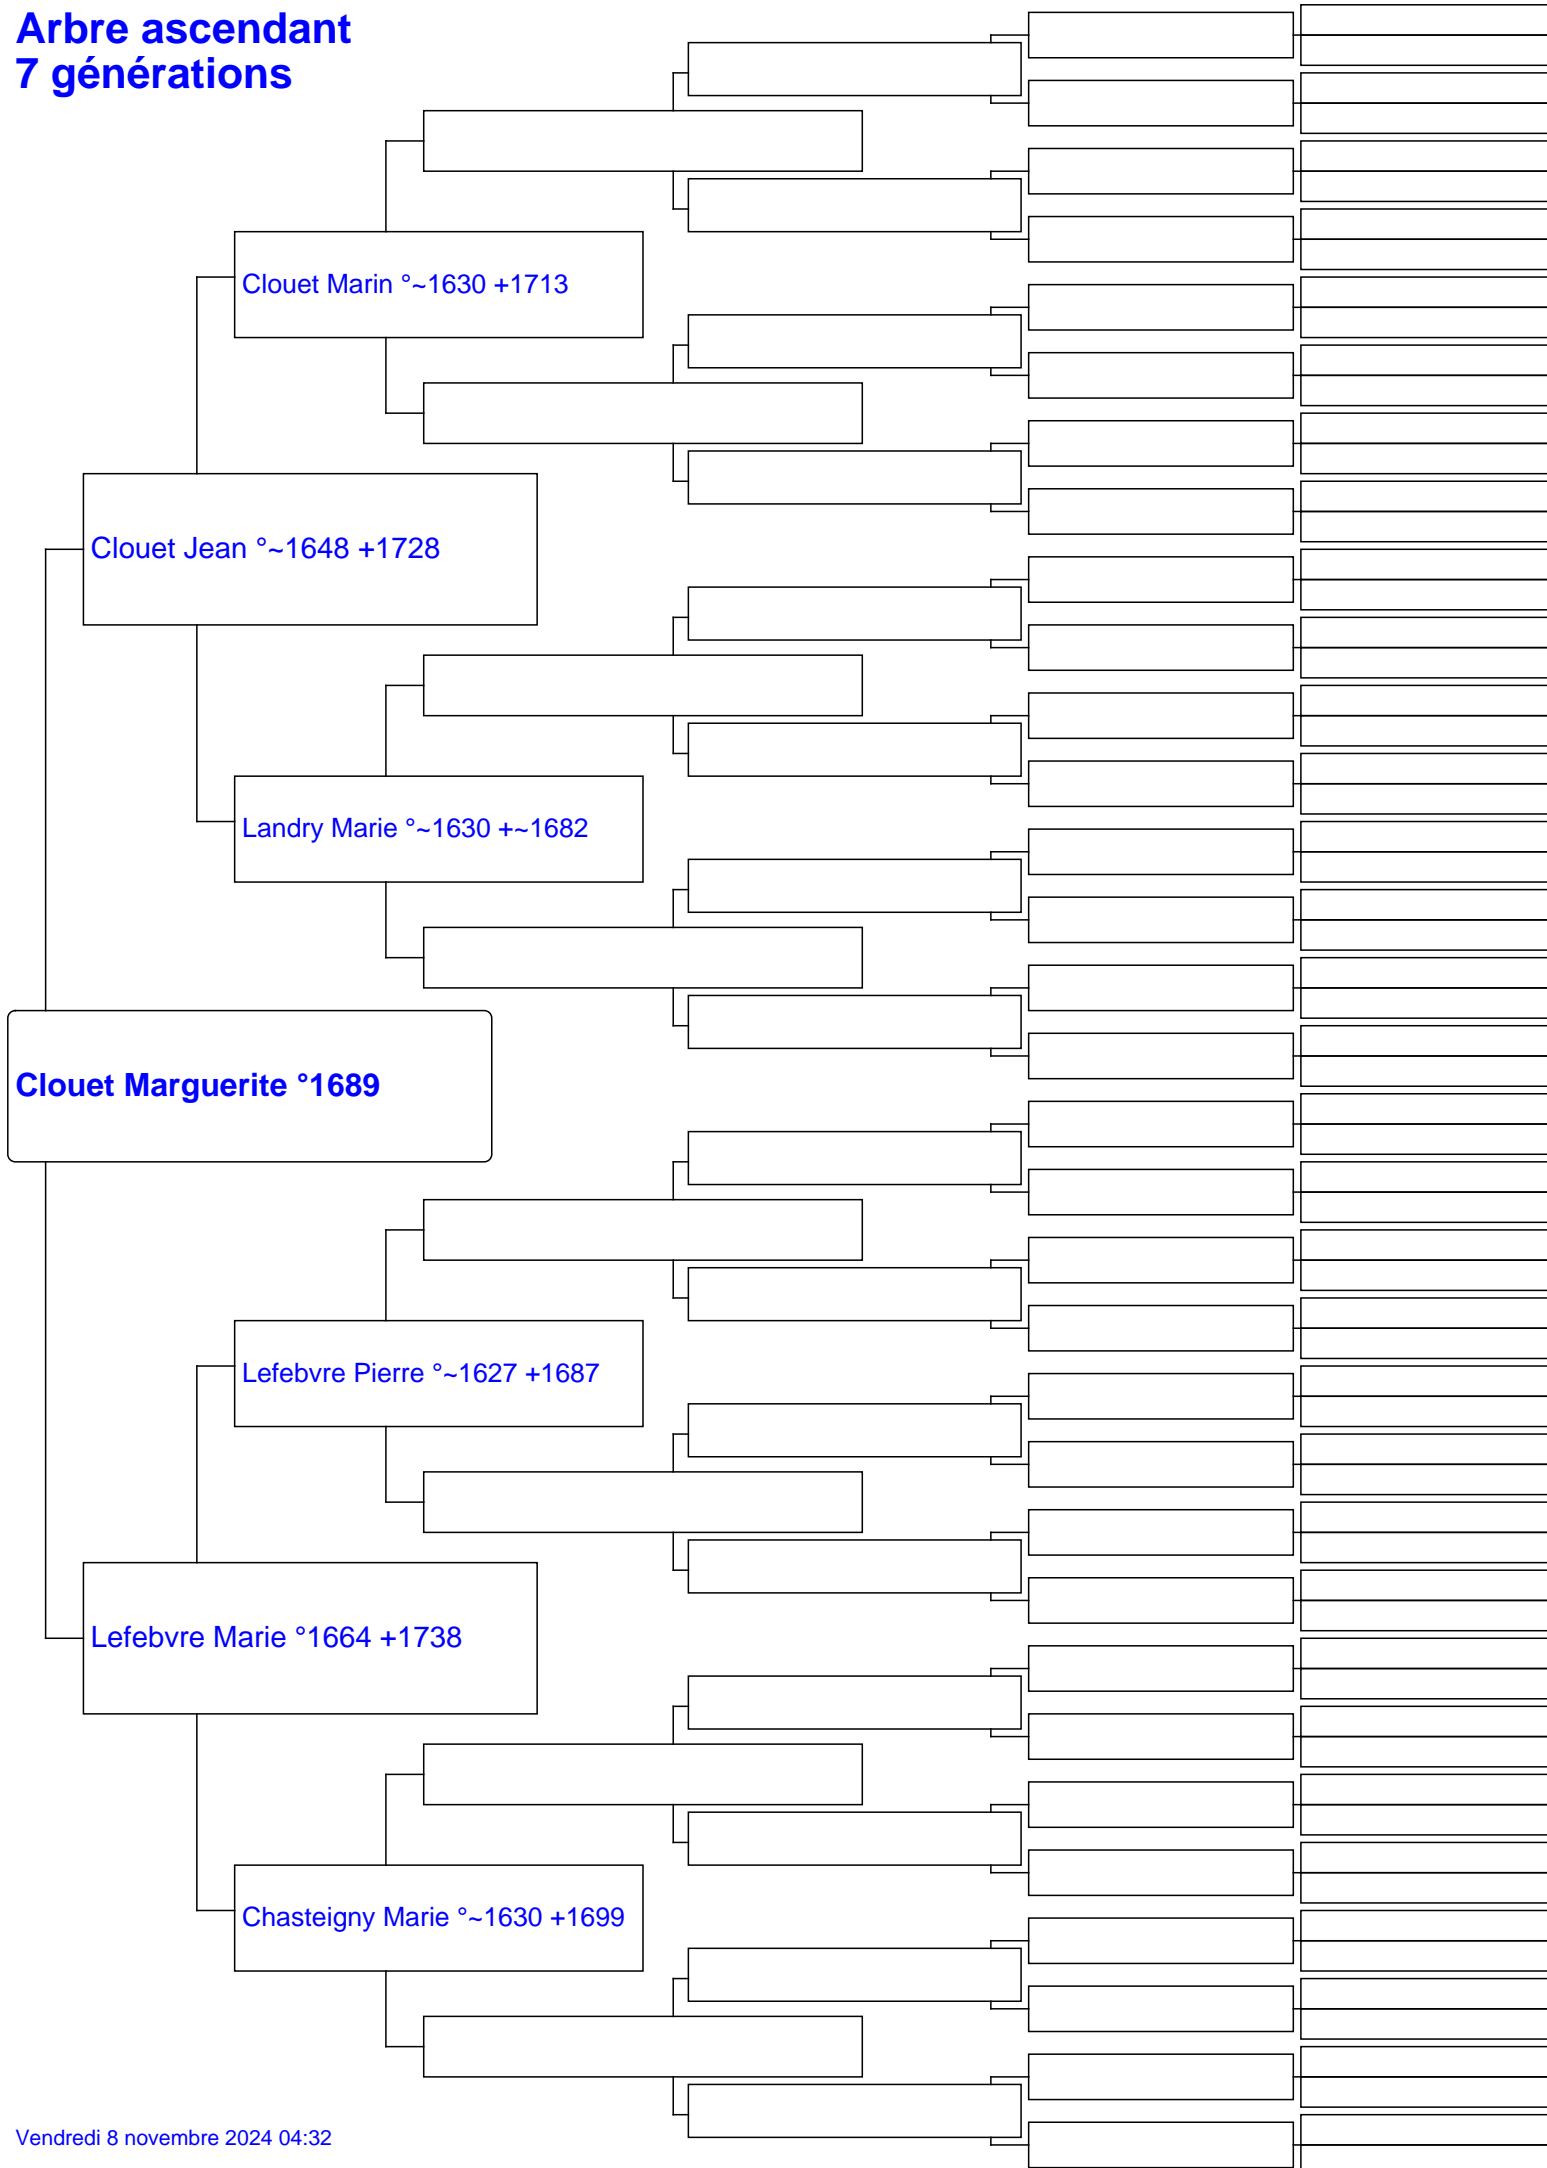 Arbre ascendant
7 générations
Clouet Marin °~1630 +1713
Clouet Jean °~1648 +1728
Landry Marie °~1630 +~1682
Clouet Marguerite °1689
Lefebvre Pierre °~1627 +1687
Lefebvre Marie °1664 +1738
Chasteigny Marie °~1630 +1699
Vendredi 8 novembre 2024 04:32